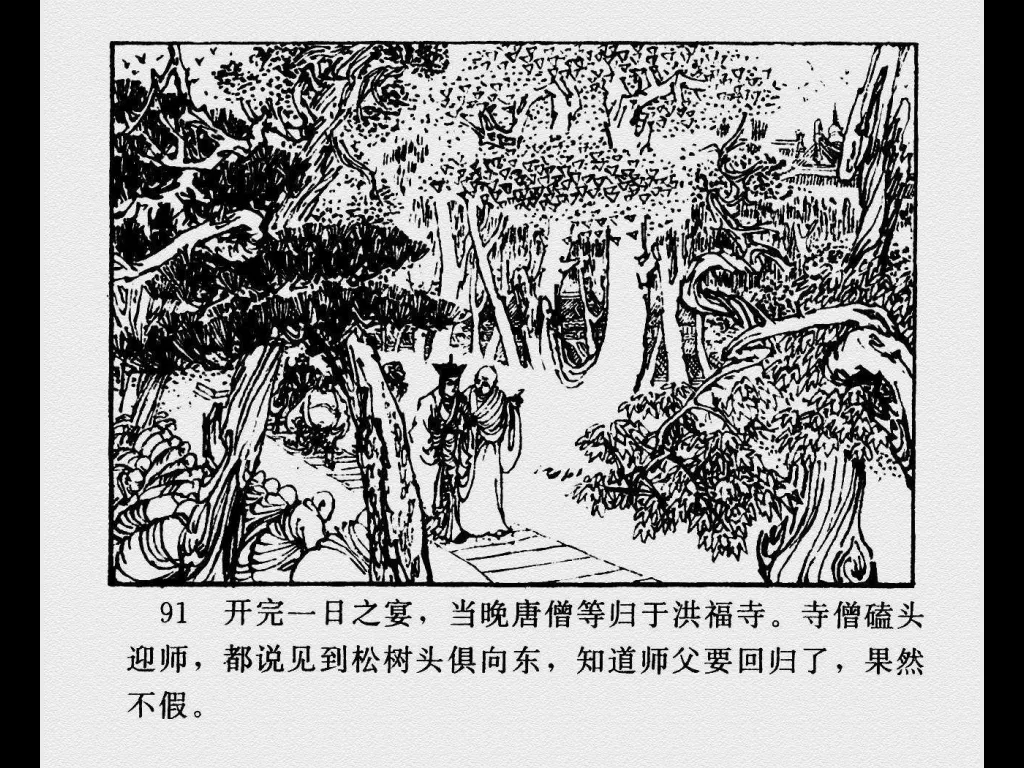 91 开完一日之宴，当晚唐僧等归于洪福寺。寺僧磕头
迎师，都说见到松树头俱向东，知道师父要回归了，果然
不假。